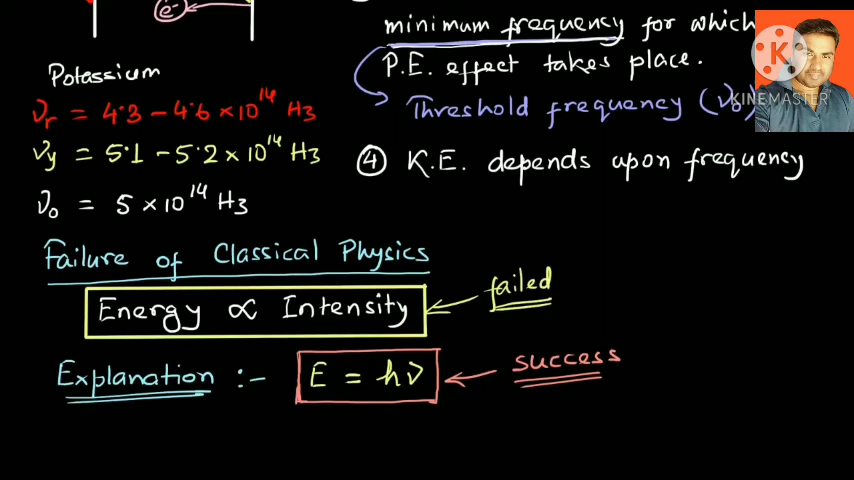 e-
minimum frequency for which
P.E. effect takes place.
Threshold frequency (ν₀)
KINEMASTER
K
Potassium
νr = 4.3 – 4.6 × 10¹⁴ Hz
νy = 5.1 – 5.2 × 10¹⁴ Hz
ν₀ = 5 × 10¹⁴ Hz
④ K.E. depends upon frequency
Failure of Classical Physics
Energy ∝ Intensity
failed
Explanation :–
E = hν
success